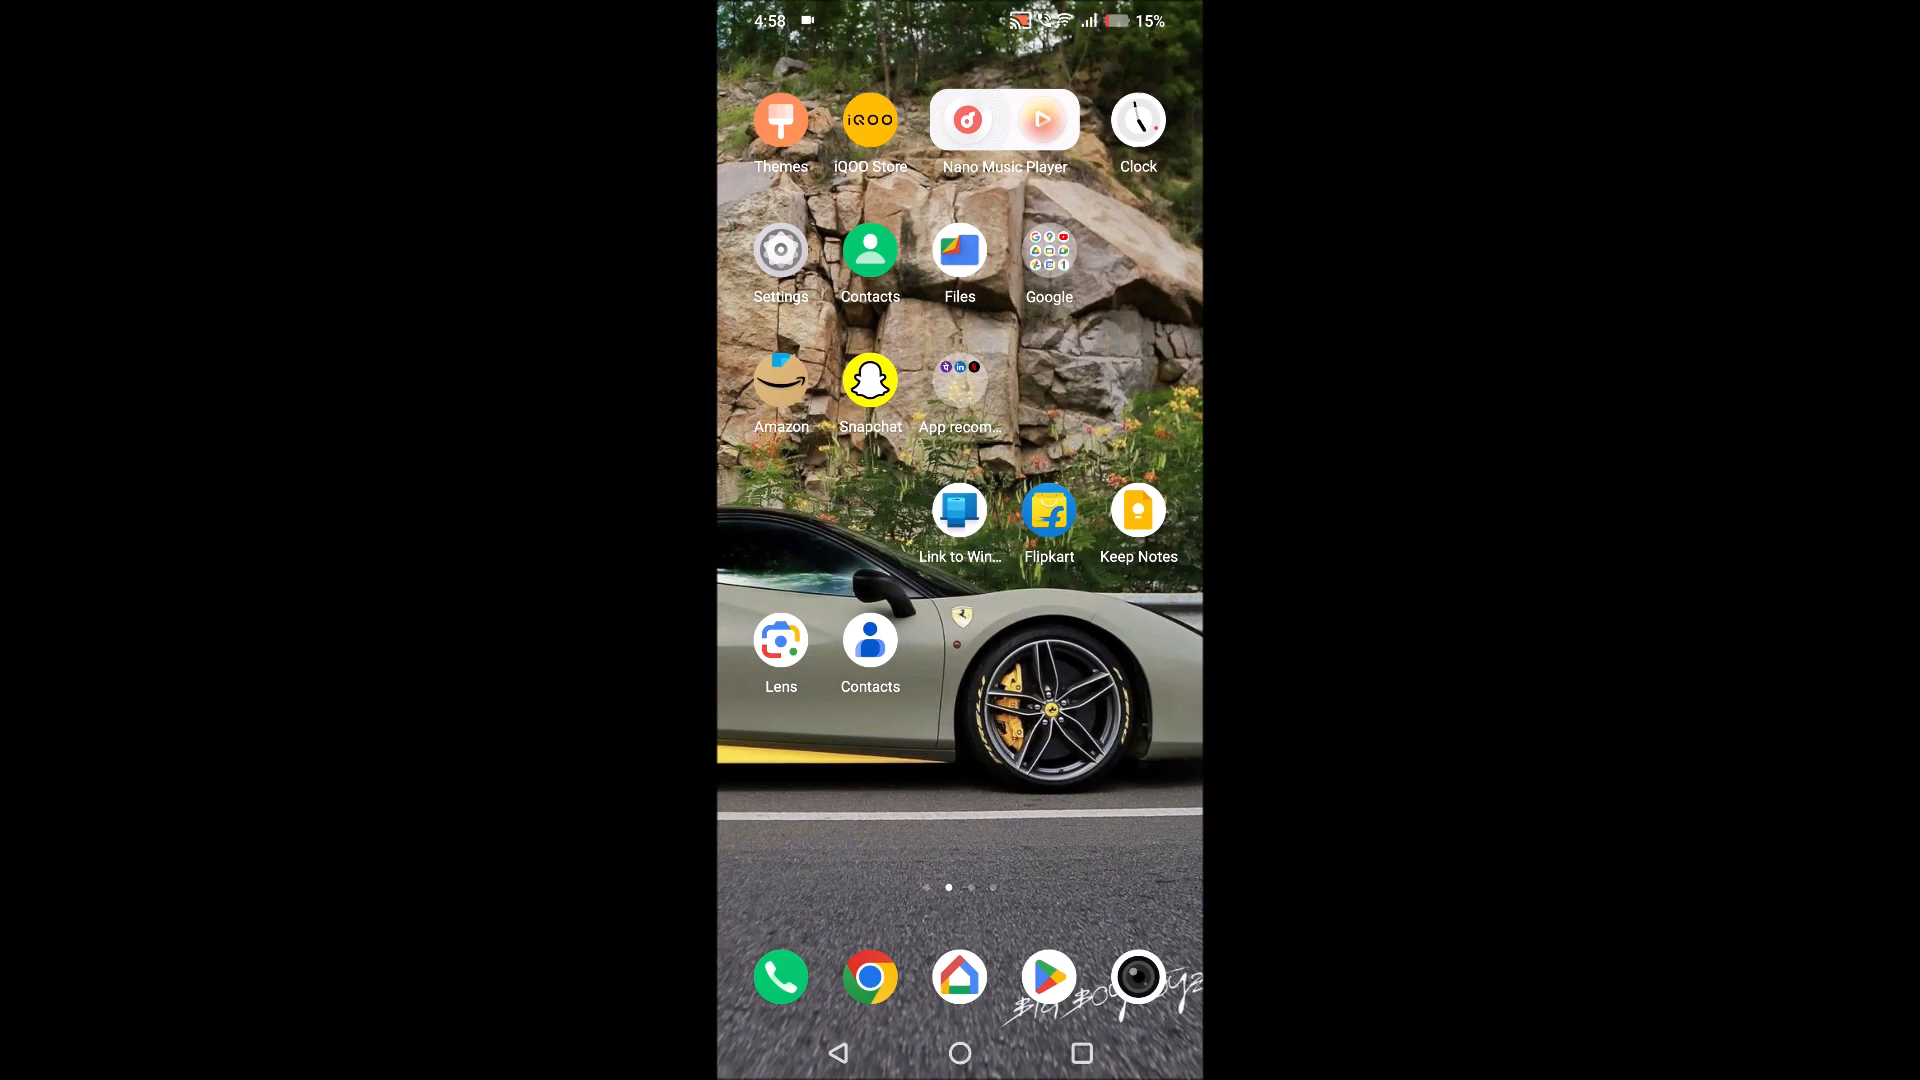 4:58 15%
iQOO
Themes iQOO Store Nano Music Player Clock
Settings Contacts Files Google
Amazon Snapchat App recom...
Link to Win... Flipkart Keep Notes
Lens Contacts